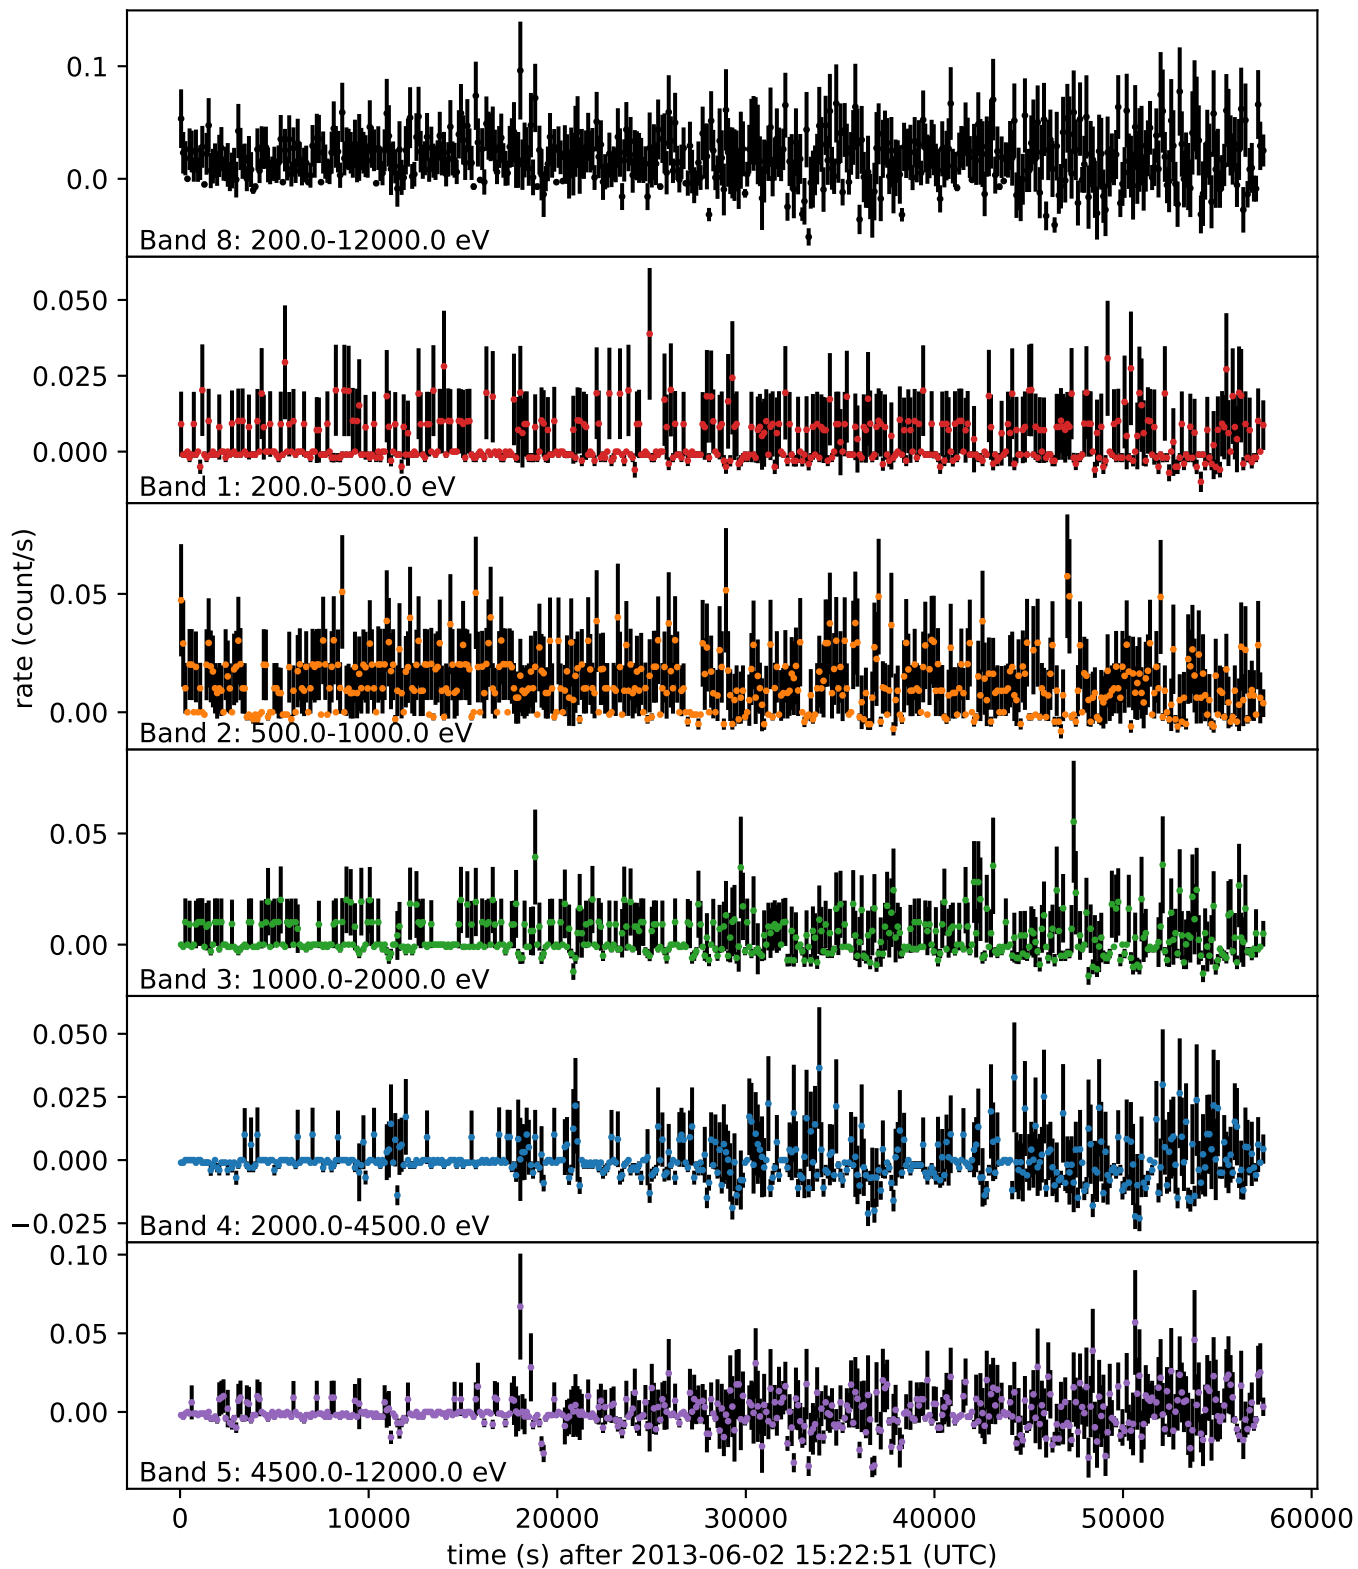 0.1
0.0
Band 8: 200.0-12000.0 eV
0.050
0.025
0.000
Band 1: 200.0-500.0 eV
rate (count/s)
0.05
0.00
Band 2: 500.0-1000.0 eV
0.05
0.00
Band 3: 1000.0-2000.0 eV
0.050
0.025
0.000
−0.025
Band 4: 2000.0-4500.0 eV
0.10
0.05
0.00
Band 5: 4500.0-12000.0 eV
0 10000 20000 30000 40000 50000 60000
time (s) after 2013-06-02 15:22:51 (UTC)